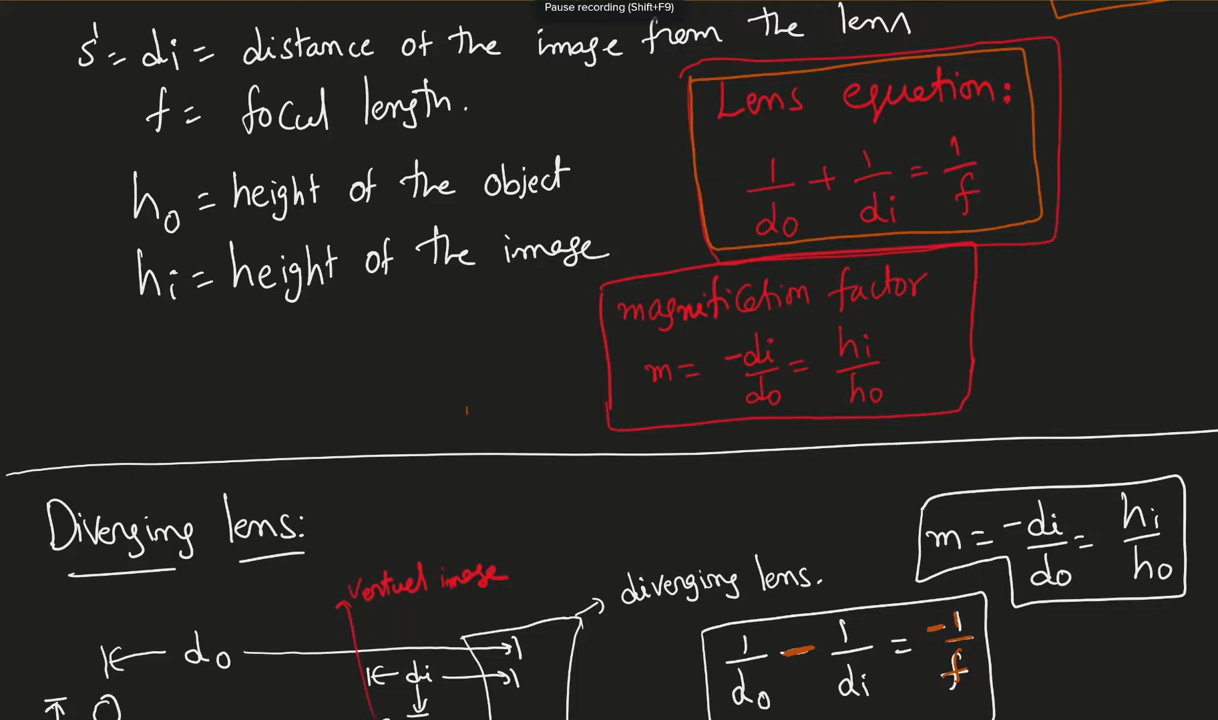 Pause recording (Shift+F9)
s' = di = distance of the image from the lens
f = focal length.
ho = height of the object
hi = height of the image
Lens equetion:
1/do + 1/di = 1/f
magnification factor
m = -di/do = hi/ho
Diverging lens:
m = -di/do = hi/ho
vertuel image
diverging lens.
do
1/do - 1/di = -1/f
di
O